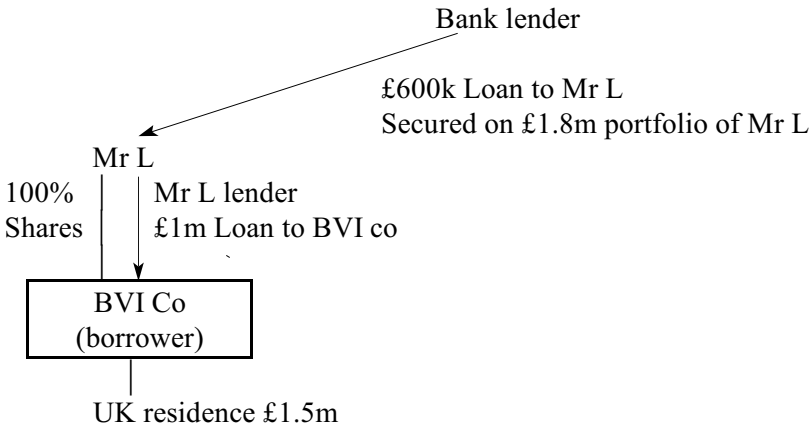 Bank lender
£600k Loan to Mr L
Secured on £1.8m portfolio of Mr L
Mr L
100%
Shares
Mr L lender
£1m Loan to BVI co
BVI Co
(borrower)
UK residence £1.5m